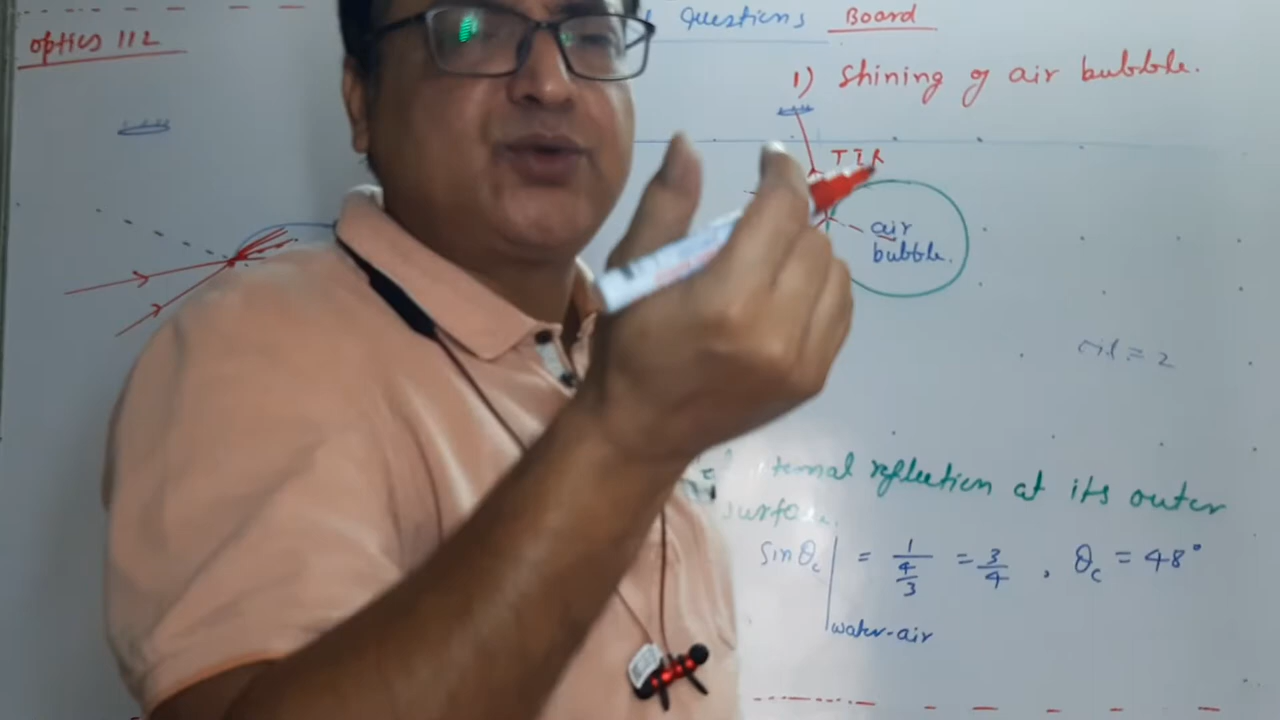 optics 112
Questions Board
1) Shining of air bubble.
TIR
air
bubble.
ternal reflection at its outer
surface.
sin θc | = 1/(4/3) = 3/4 , θc = 48°
water-air